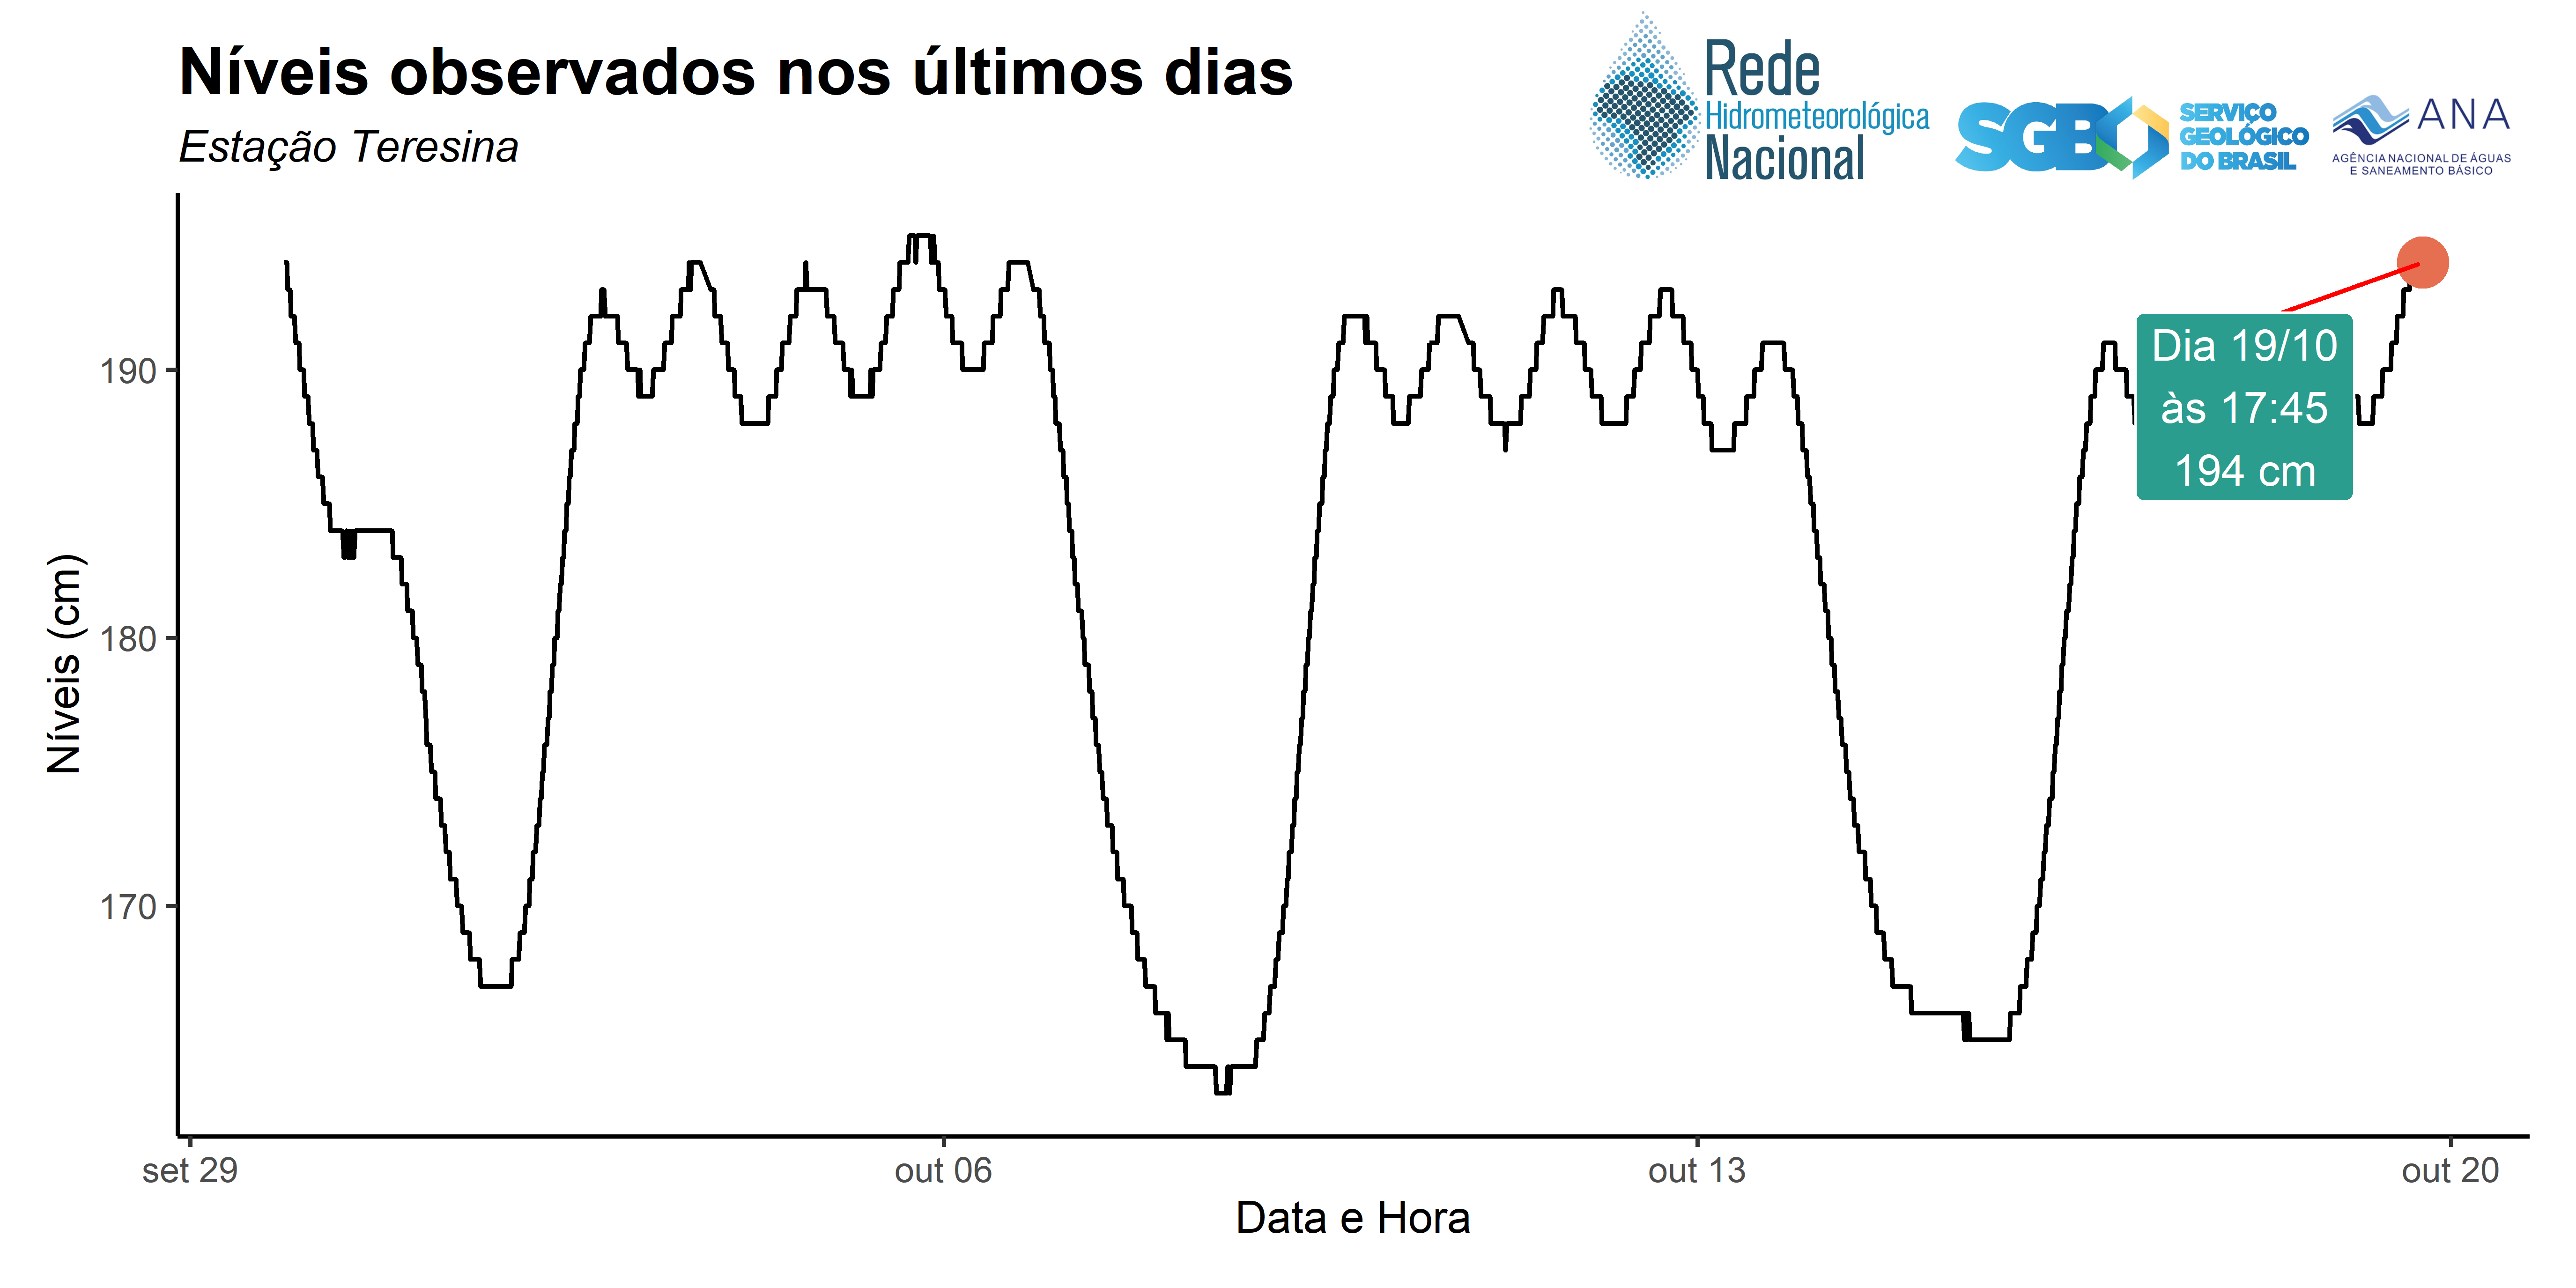 Níveis observados nos últimos dias
Estação Teresina
Rede
Hidrometeorológica
Nacional
SGB
SERVIÇO
GEOLÓGICO
DO BRASIL
ANA
AGÊNCIA NACIONAL DE ÁGUAS
E SANEAMENTO BÁSICO
Níveis (cm)
190
180
170
Dia 19/10
às 17:45
194 cm
set 29
out 06
out 13
out 20
Data e Hora